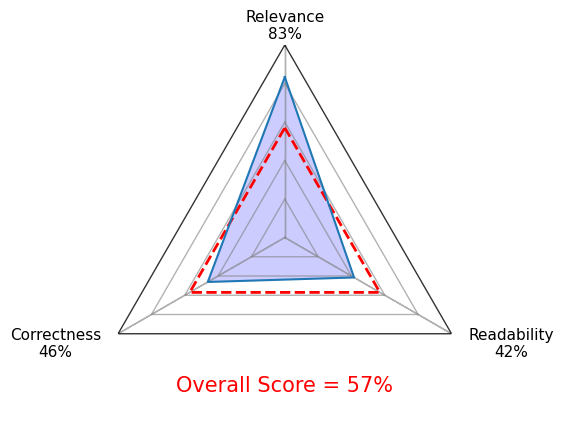 Relevance
83%
Correctness
46%
Readability
42%
Overall Score = 57%